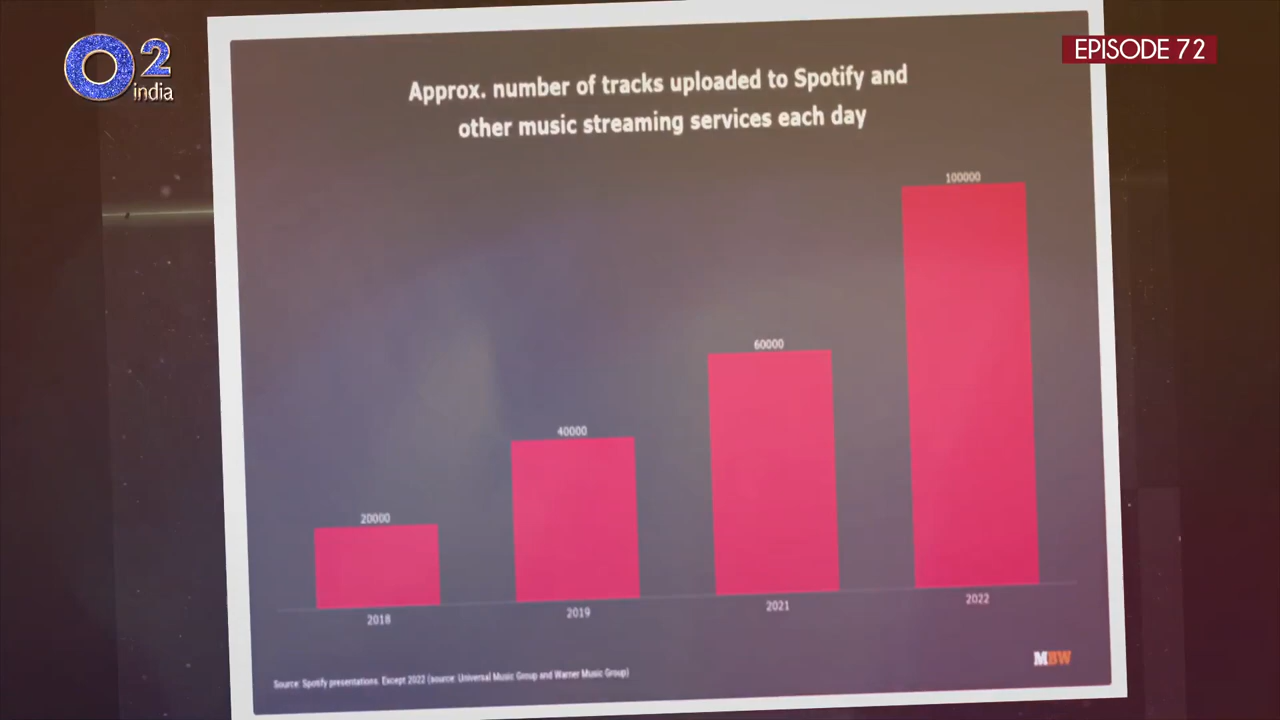 O2
india
EPISODE 72
Approx. number of tracks uploaded to Spotify and
other music streaming services each day
100000
60000
40000
20000
2018
2019
2021
2022
MBW
Source: Spotify presentations. Except 2022 (source: Universal Music Group and Warner Music Group)